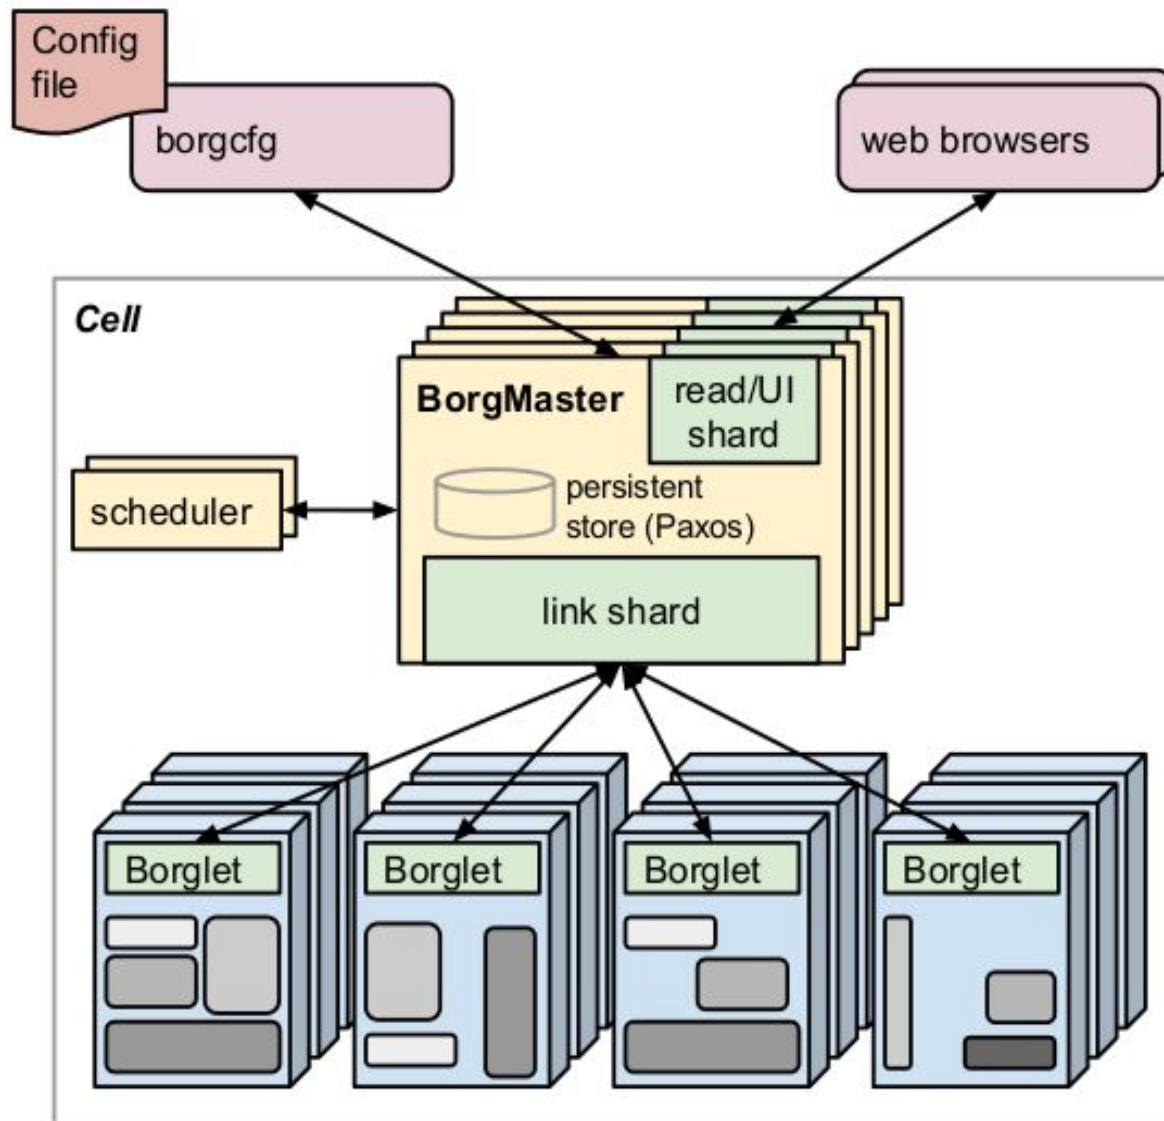 Config
file
borgcfg
web browsers
Cell
BorgMaster
read/UI
shard
scheduler
persistent
store (Paxos)
link shard
Borglet
Borglet
Borglet
Borglet